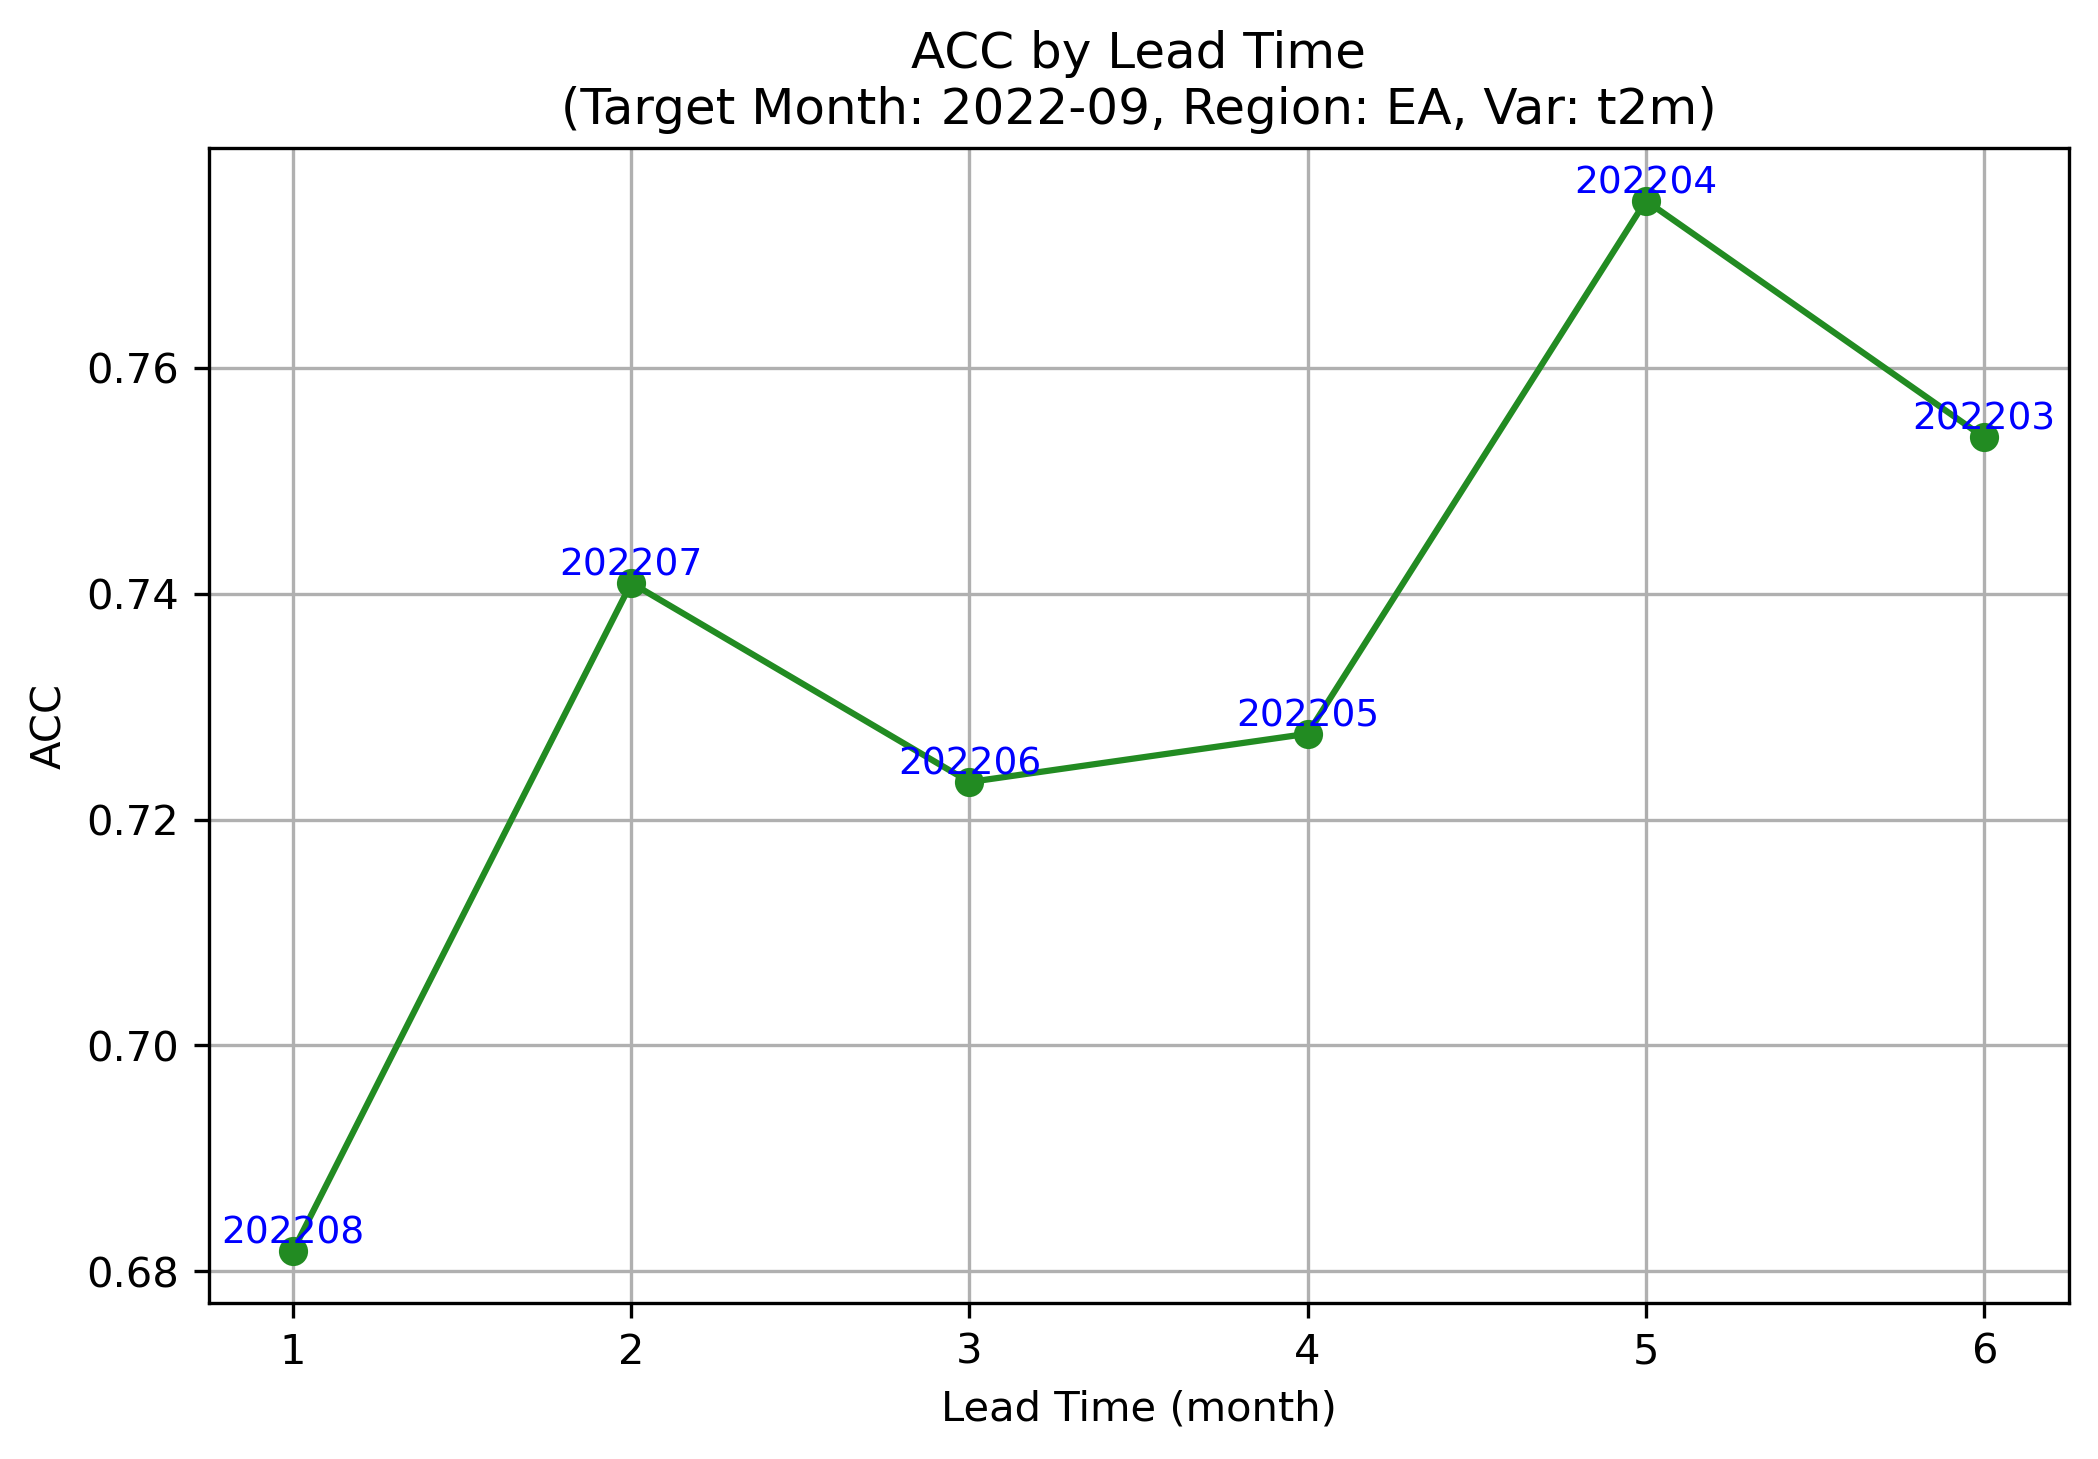 ACC by Lead Time
(Target Month: 2022-09, Region: EA, Var: t2m)
202204
0.76
202203
202207
0.74
202205
ACC
202206
0.72
0.70
202208
0.68
1 2 3 4 5 6
Lead Time (month)